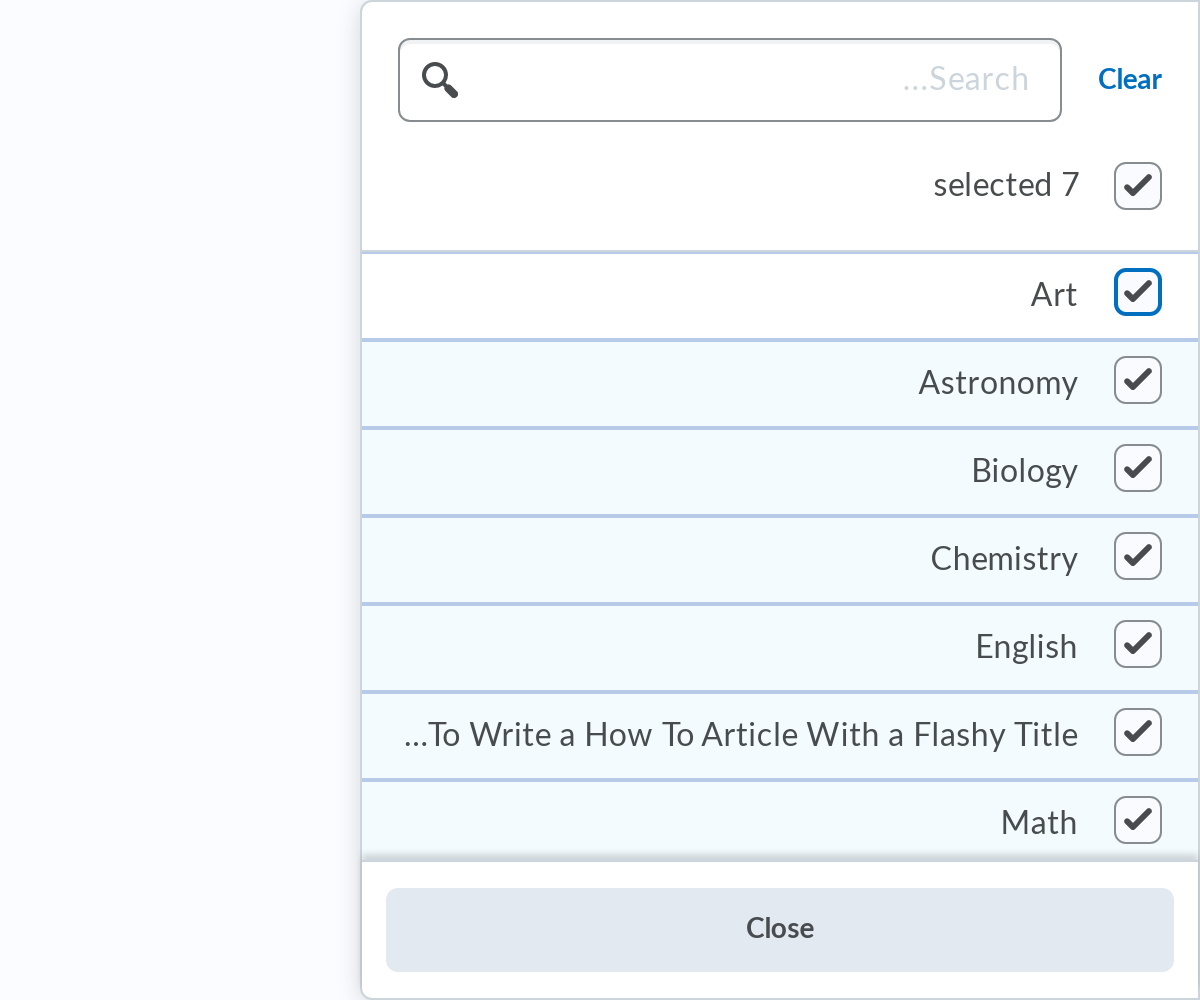 ...Search
Clear
selected 7
Art
Astronomy
Biology
Chemistry
English
...To Write a How To Article With a Flashy Title
Math
Close